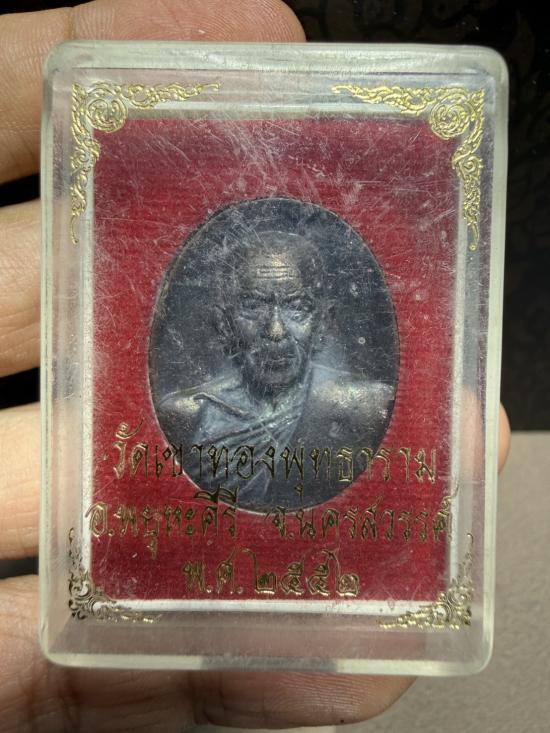 วัดเขาทองพุทธาราม
อ.พยุหะคีรี จ.นครสวรรค์
พ.ศ.๒๕๕๒